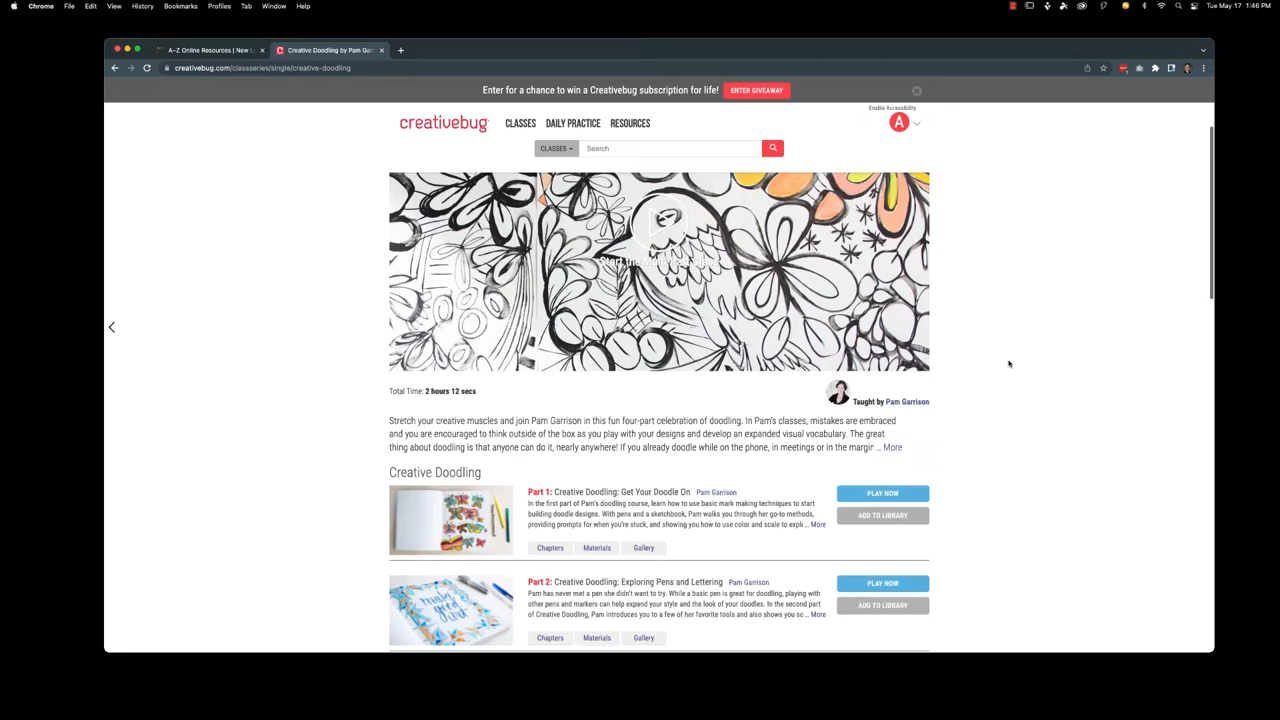 Chrome File Edit View History Bookmarks Profiles Tab Window Help
Tue May 17 1:46 PM
A–Z Online Resources | New L
Creative Doodling by Pam Gar
creativebug.com/classseries/single/creative-doodling
Enter for a chance to win a Creativebug subscription for life! ENTER GIVEAWAY
Enable Accessibility
creativebug CLASSES DAILY PRACTICE RESOURCES A
CLASSES Search
Start the
Total Time: 2 hours 12 secs
Taught by Pam Garrison
Stretch your creative muscles and join Pam Garrison in this fun four-part celebration of doodling. In Pam's classes, mistakes are embraced
and you are encouraged to think outside of the box as you play with your designs and develop an expanded visual vocabulary. The great
thing about doodling is that anyone can do it, nearly anywhere! If you already doodle while on the phone, in meetings or in the margin ... More
Creative Doodling
Part 1: Creative Doodling: Get Your Doodle On Pam Garrison
In the first part of Pam's doodling course, learn how to use basic mark making techniques to start
building doodle designs. With pens and a sketchbook, Pam walks you through her go-to methods,
providing prompts for when you're stuck, and showing you how to use color and scale to expl ... More
Chapters Materials Gallery
PLAY NOW
ADD TO LIBRARY
Part 2: Creative Doodling: Exploring Pens and Lettering Pam Garrison
Pam has never met a pen she didn't want to try. While a basic pen is great for doodling, playing with
other pens and markers can help expand your style and the look of your doodles. In the second part
of Creative Doodling, Pam introduces you to a few of her favorite tools and also shows you so ... More
Chapters Materials Gallery
PLAY NOW
ADD TO LIBRARY
make good art